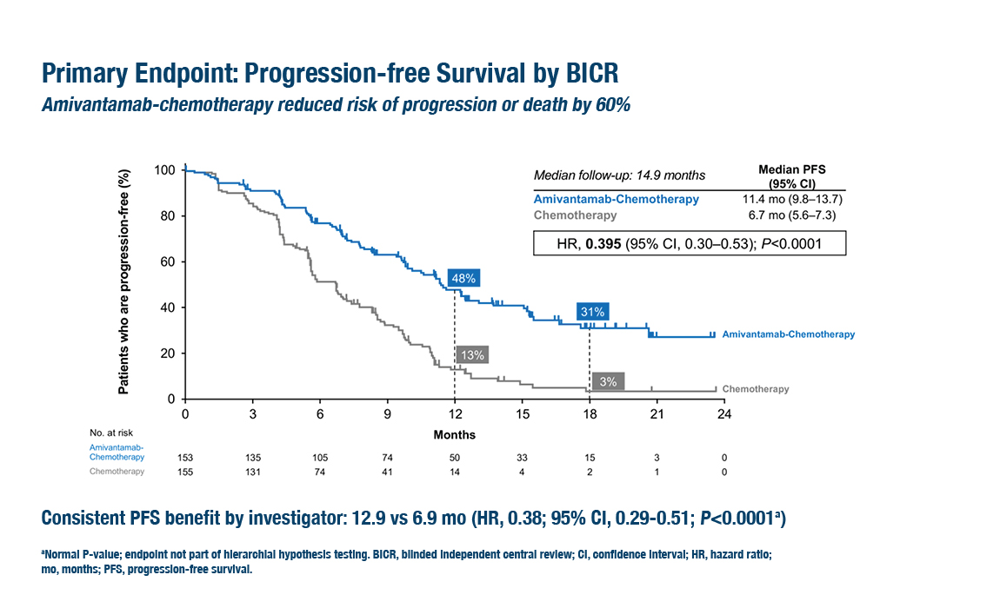 Primary Endpoint: Progression-free Survival by BICR
Amivantamab-chemotherapy reduced risk of progression or death by 60%
Patients who are progression-free (%)
100
80
60
40
20
0
Median follow-up: 14.9 months
Median PFS
(95% CI)
Amivantamab-Chemotherapy 11.4 mo (9.8–13.7)
Chemotherapy 6.7 mo (5.6–7.3)
HR, 0.395 (95% CI, 0.30–0.53); P<0.0001
48%
31%
13%
3%
Amivantamab-Chemotherapy
Chemotherapy
0 3 6 9 12 15 18 21 24
Months
No. at risk
Amivantamab-
Chemotherapy 153 135 105 74 50 33 15 3 0
Chemotherapy 155 131 74 41 14 4 2 1 0
Consistent PFS benefit by investigator: 12.9 vs 6.9 mo (HR, 0.38; 95% CI, 0.29-0.51; P<0.0001ᵃ)
ᵃNormal P-value; endpoint not part of hierarchial hypothesis testing. BICR, blinded independent central review; CI, confidence interval; HR, hazard ratio;
mo, months; PFS, progression-free survival.